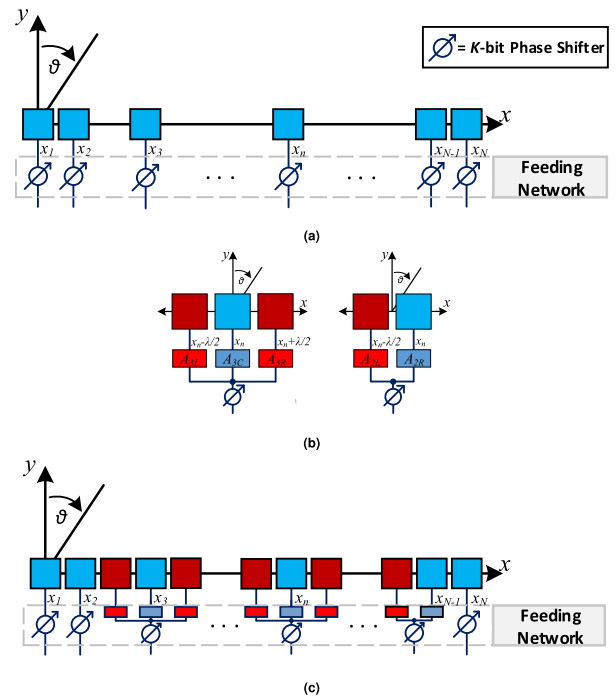 y
ϑ
= K-bit Phase Shifter
x
x1 x2 x3 xn xN-1 xN
. . . . . .
Feeding
Network
(a)
y y
ϑ ϑ
x x
xn-λ/2 xn xn+λ/2 xn-λ/2 xn
A3L A3C A3R A2L A2R
(b)
y
ϑ
x
x1 x2 x3 xn xN-1 xN
. . . . . .
Feeding
Network
(c)